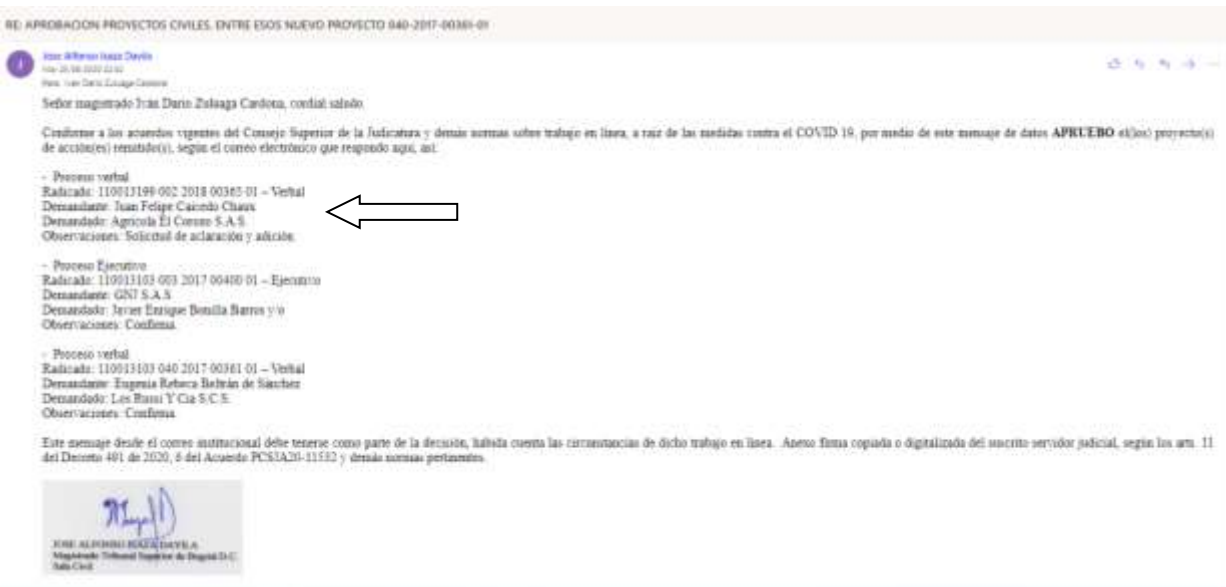 RE: APROBACION PROYECTOS CIVILES, ENTRE ESOS NUEVO PROYECTO 040-2017-00361-01
Jose Alfonso Isaza Davila
Para: Ivan Dario Zuluaga Cardona
Señor magistrado Iván Darío Zuluaga Cardona, cordial saludo.
Conforme a los acuerdos vigentes del Consejo Superior de la Judicatura y demás normas sobre trabajo en línea, a raíz de las medidas contra el COVID 19, por medio de este mensaje de datos APRUEBO el(los) proyecto(s)
de acción(es) remitido(s), según el correo electrónico que respondo aquí, así:
- Proceso verbal
Radicado: 110013199 002 2018 00365 01 – Verbal
Demandante: Juan Felipe Caicedo Chaux
Demandado: Agrícola El Corozo S.A.S.
Observaciones: Solicitud de aclaración y adición.
- Proceso Ejecutivo
Radicado: 110013103 003 2017 00400 01 – Ejecutivo
Demandante: GNJ S.A.S
Demandado: Javier Enrique Bonilla Barros y/o
Observaciones: Confirma.
- Proceso verbal
Radicado: 110013103 040 2017 00361 01 – Verbal
Demandante: Eugenia Rebeca Beltrán de Sánchez
Demandado: Los Rossi Y Cia S.C.S.
Observaciones: Confirma.
Este mensaje desde el correo institucional debe tenerse como parte de la decisión, habida cuenta las circunstancias de dicho trabajo en línea. Anexo firma copiada o digitalizada del suscrito servidor judicial, según los arts. 11
del Decreto 491 de 2020, 6 del Acuerdo PCSJA20-11532 y demás normas pertinentes.
JOSE ALFONSO ISAZA DAVILA
Magistrado Tribunal Superior de Bogotá D.C.
Sala Civil